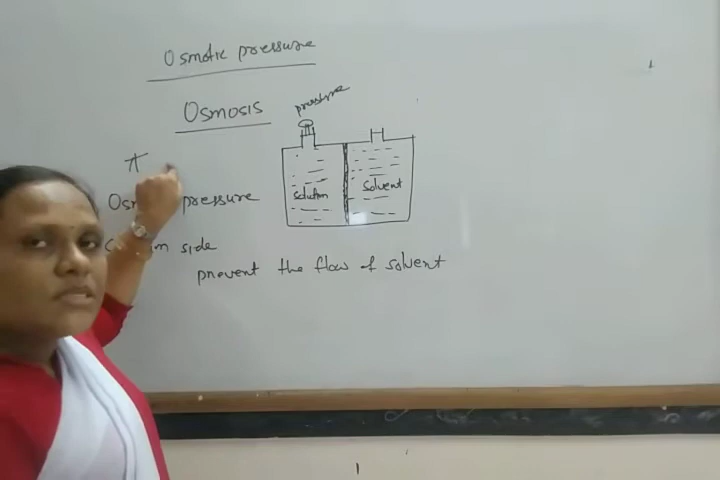 Osmotic pressure
Osmosis
pressure
π
solution
solvent
pressure
side
prevent the flow of solvent